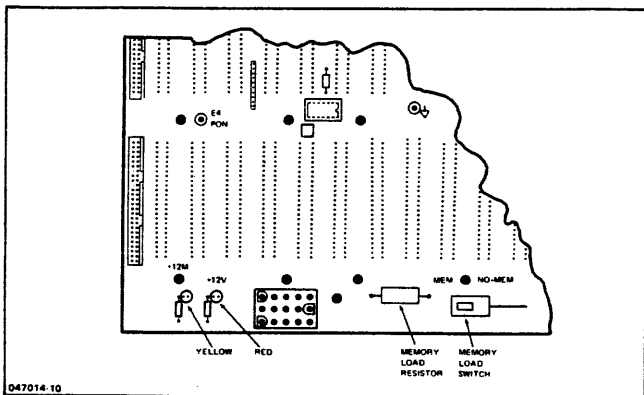 E4
PON
+12M
+12V
MEM
NO-MEM
YELLOW
RED
MEMORY
LOAD
RESISTOR
MEMORY
LOAD
SWITCH
047014-10